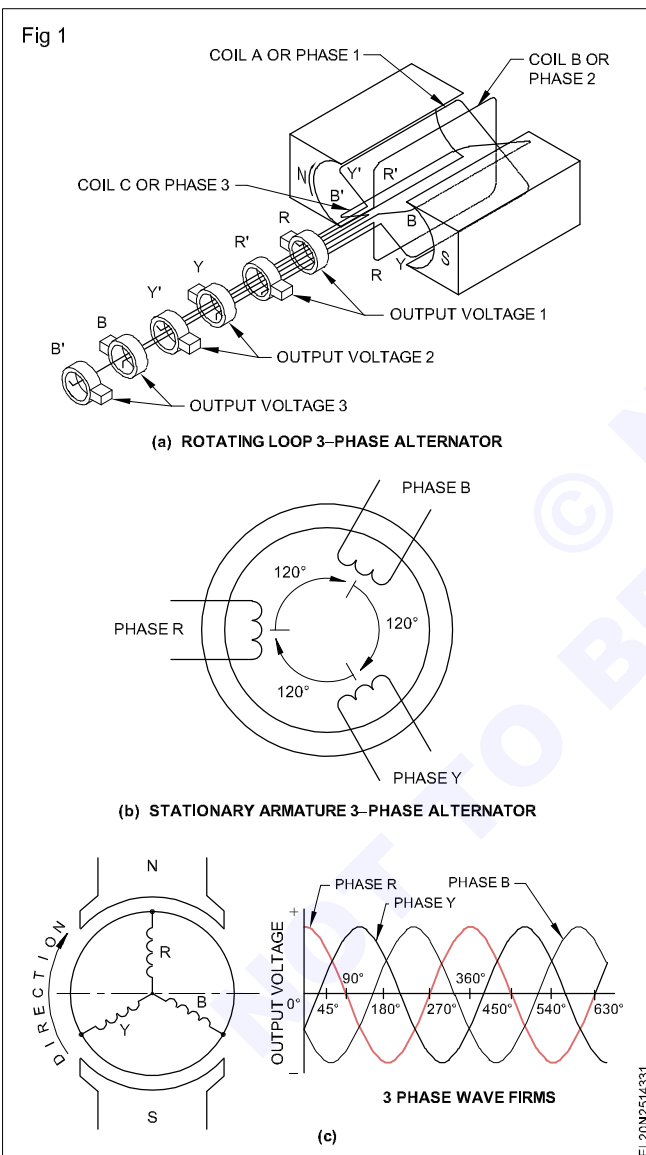 Fig 1
COIL A OR PHASE 1
COIL B OR
PHASE 2
N
Y'
R'
COIL C OR PHASE 3
B'
B
R
R
Y
S
R'
Y
OUTPUT VOLTAGE 1
Y'
B
OUTPUT VOLTAGE 2
B'
OUTPUT VOLTAGE 3
(a) ROTATING LOOP 3–PHASE ALTERNATOR
PHASE B
120°
PHASE R
120°
120°
PHASE Y
(b) STATIONARY ARMATURE 3–PHASE ALTERNATOR
N
DIRECTION
R
Y
B
S
PHASE R
PHASE B
PHASE Y
+
OUTPUT VOLTAGE
–
0°
45°
90°
180°
270°
360°
450°
540°
630°
3 PHASE WAVE FIRMS
(c)
EL20N2514331